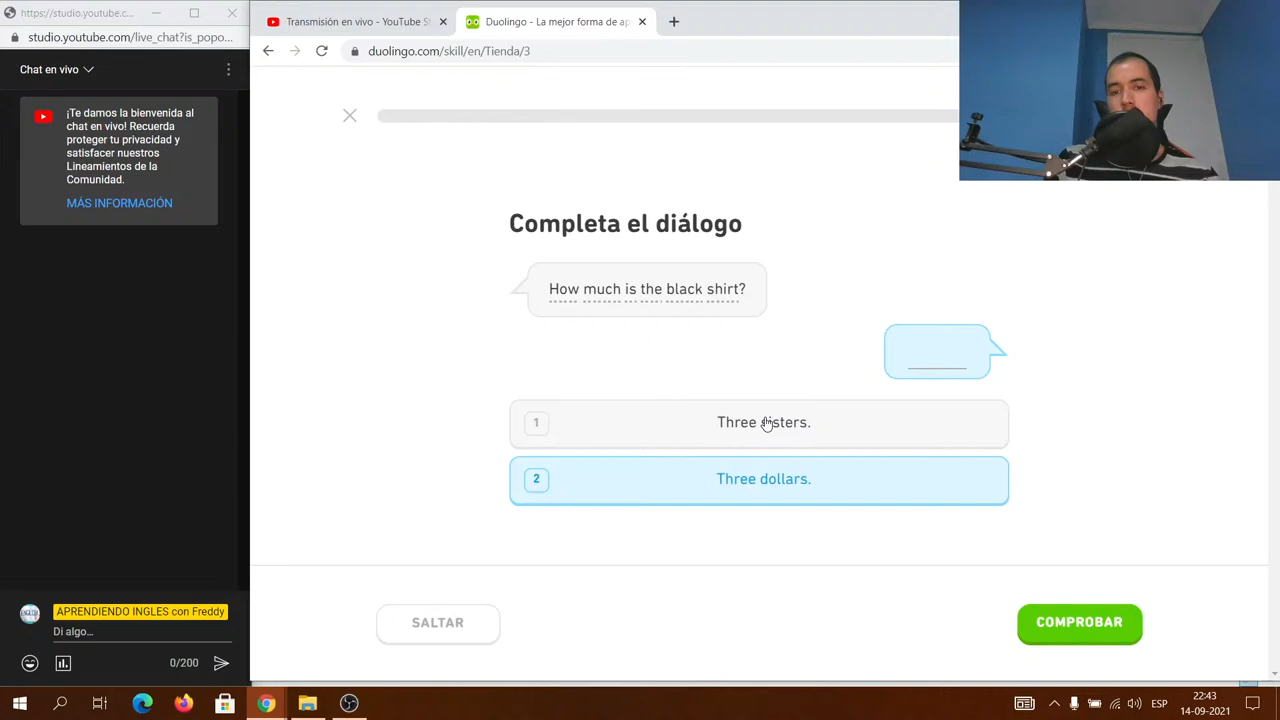 https://studio.youtube.c...
studio.youtube.com/live_chat?is_popo...
Chat en vivo
¡Te damos la bienvenida al
chat en vivo! Recuerda
proteger tu privacidad y
satisfacer nuestros
Lineamientos de la
Comunidad.
MÁS INFORMACIÓN
APRENDIENDO INGLES con Freddy
Di algo...
0/200
Transmisión en vivo - YouTube S
Duolingo - La mejor forma de ap
duolingo.com/skill/en/Tienda/3
Completa el diálogo
How much is the black shirt?
1 Three sisters.
2 Three dollars.
SALTAR
COMPROBAR
ESP
22:43
14-09-2021